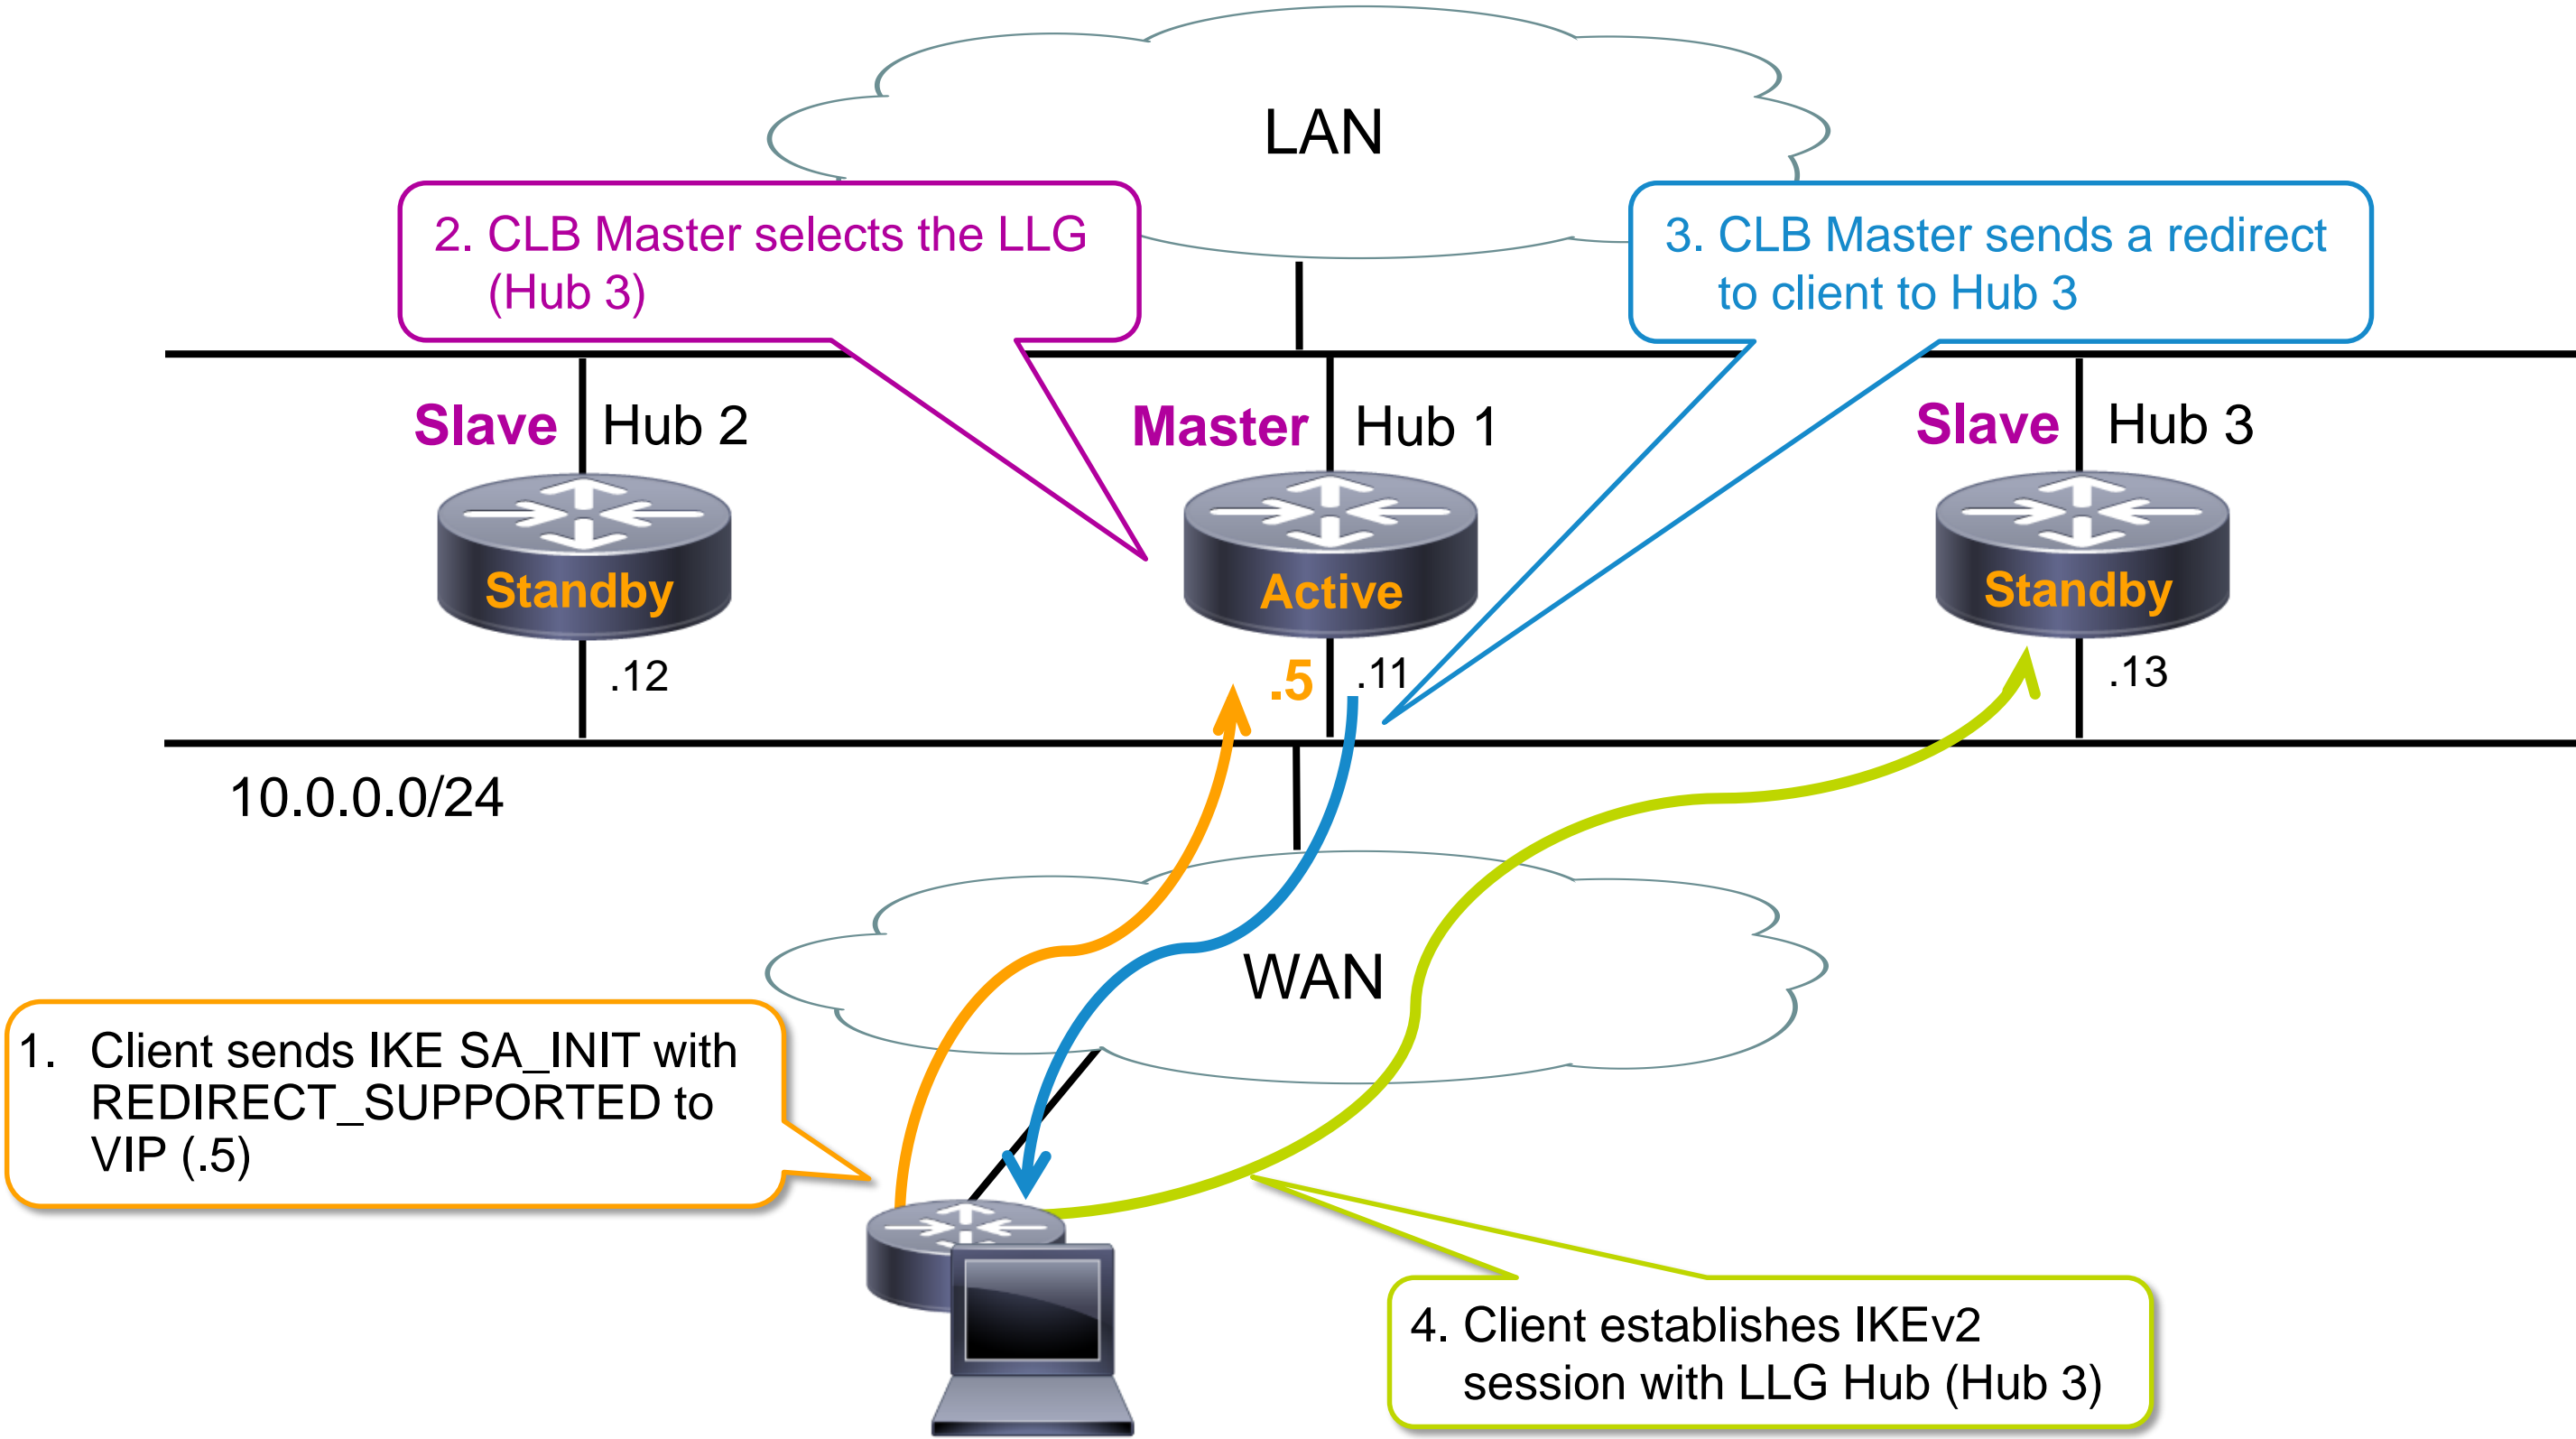 LAN
2. CLB Master selects the LLG
(Hub 3)
3. CLB Master sends a redirect
to client to Hub 3
Slave
Hub 2
Master
Hub 1
Slave
Hub 3
Standby
Active
Standby
.12
.5
.11
.13
10.0.0.0/24
WAN
1. Client sends IKE SA_INIT with
REDIRECT_SUPPORTED to
VIP (.5)
4. Client establishes IKEv2
session with LLG Hub (Hub 3)